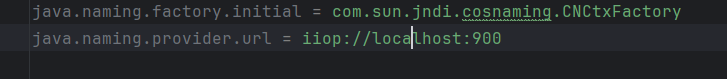 java.naming.factory.initial = com.sun.jndi.cosnaming.CNCtxFactory
java.naming.provider.url = iiop://localhost:900